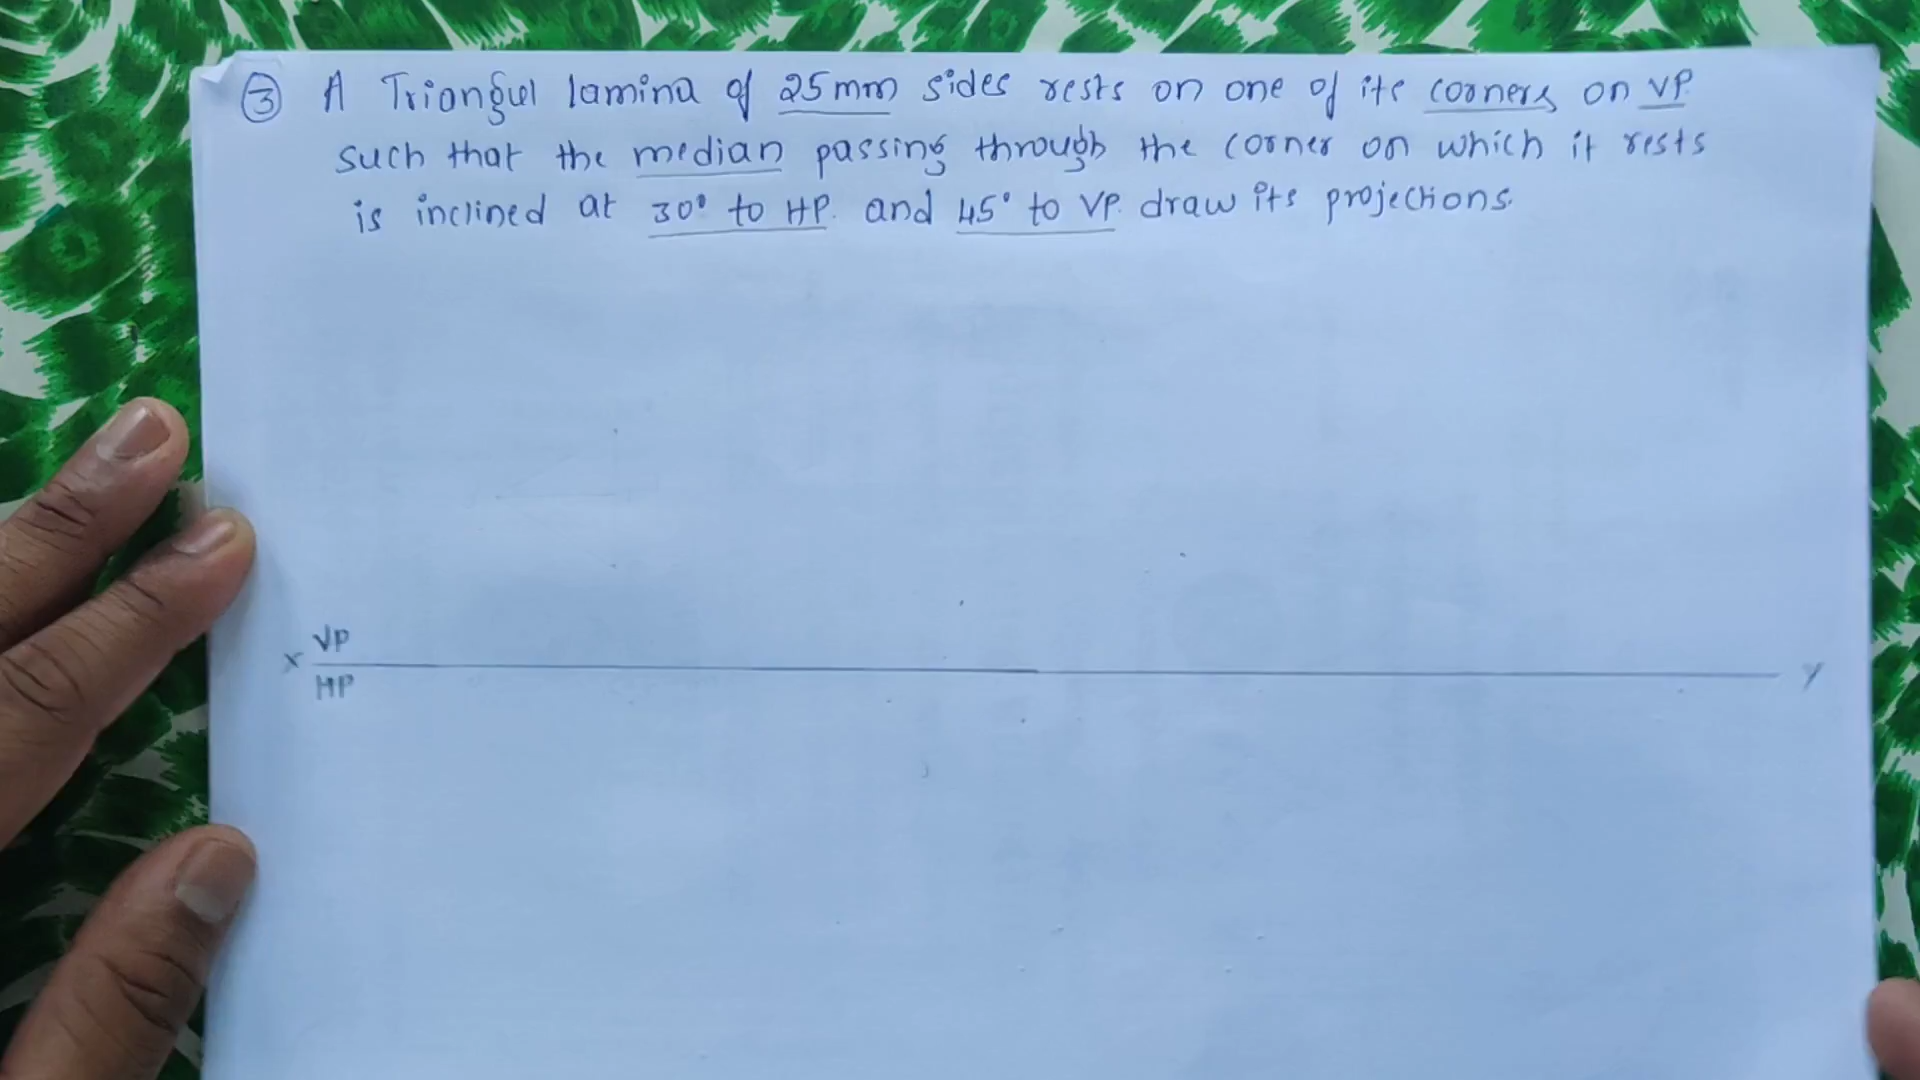 3 A Triangul lamina of 25mm sides rests on one of its corners on VP.
such that the median passing through the corner on which it rests
is inclined at 30° to HP. and 45° to VP. draw its projections.
VP
X Y
HP